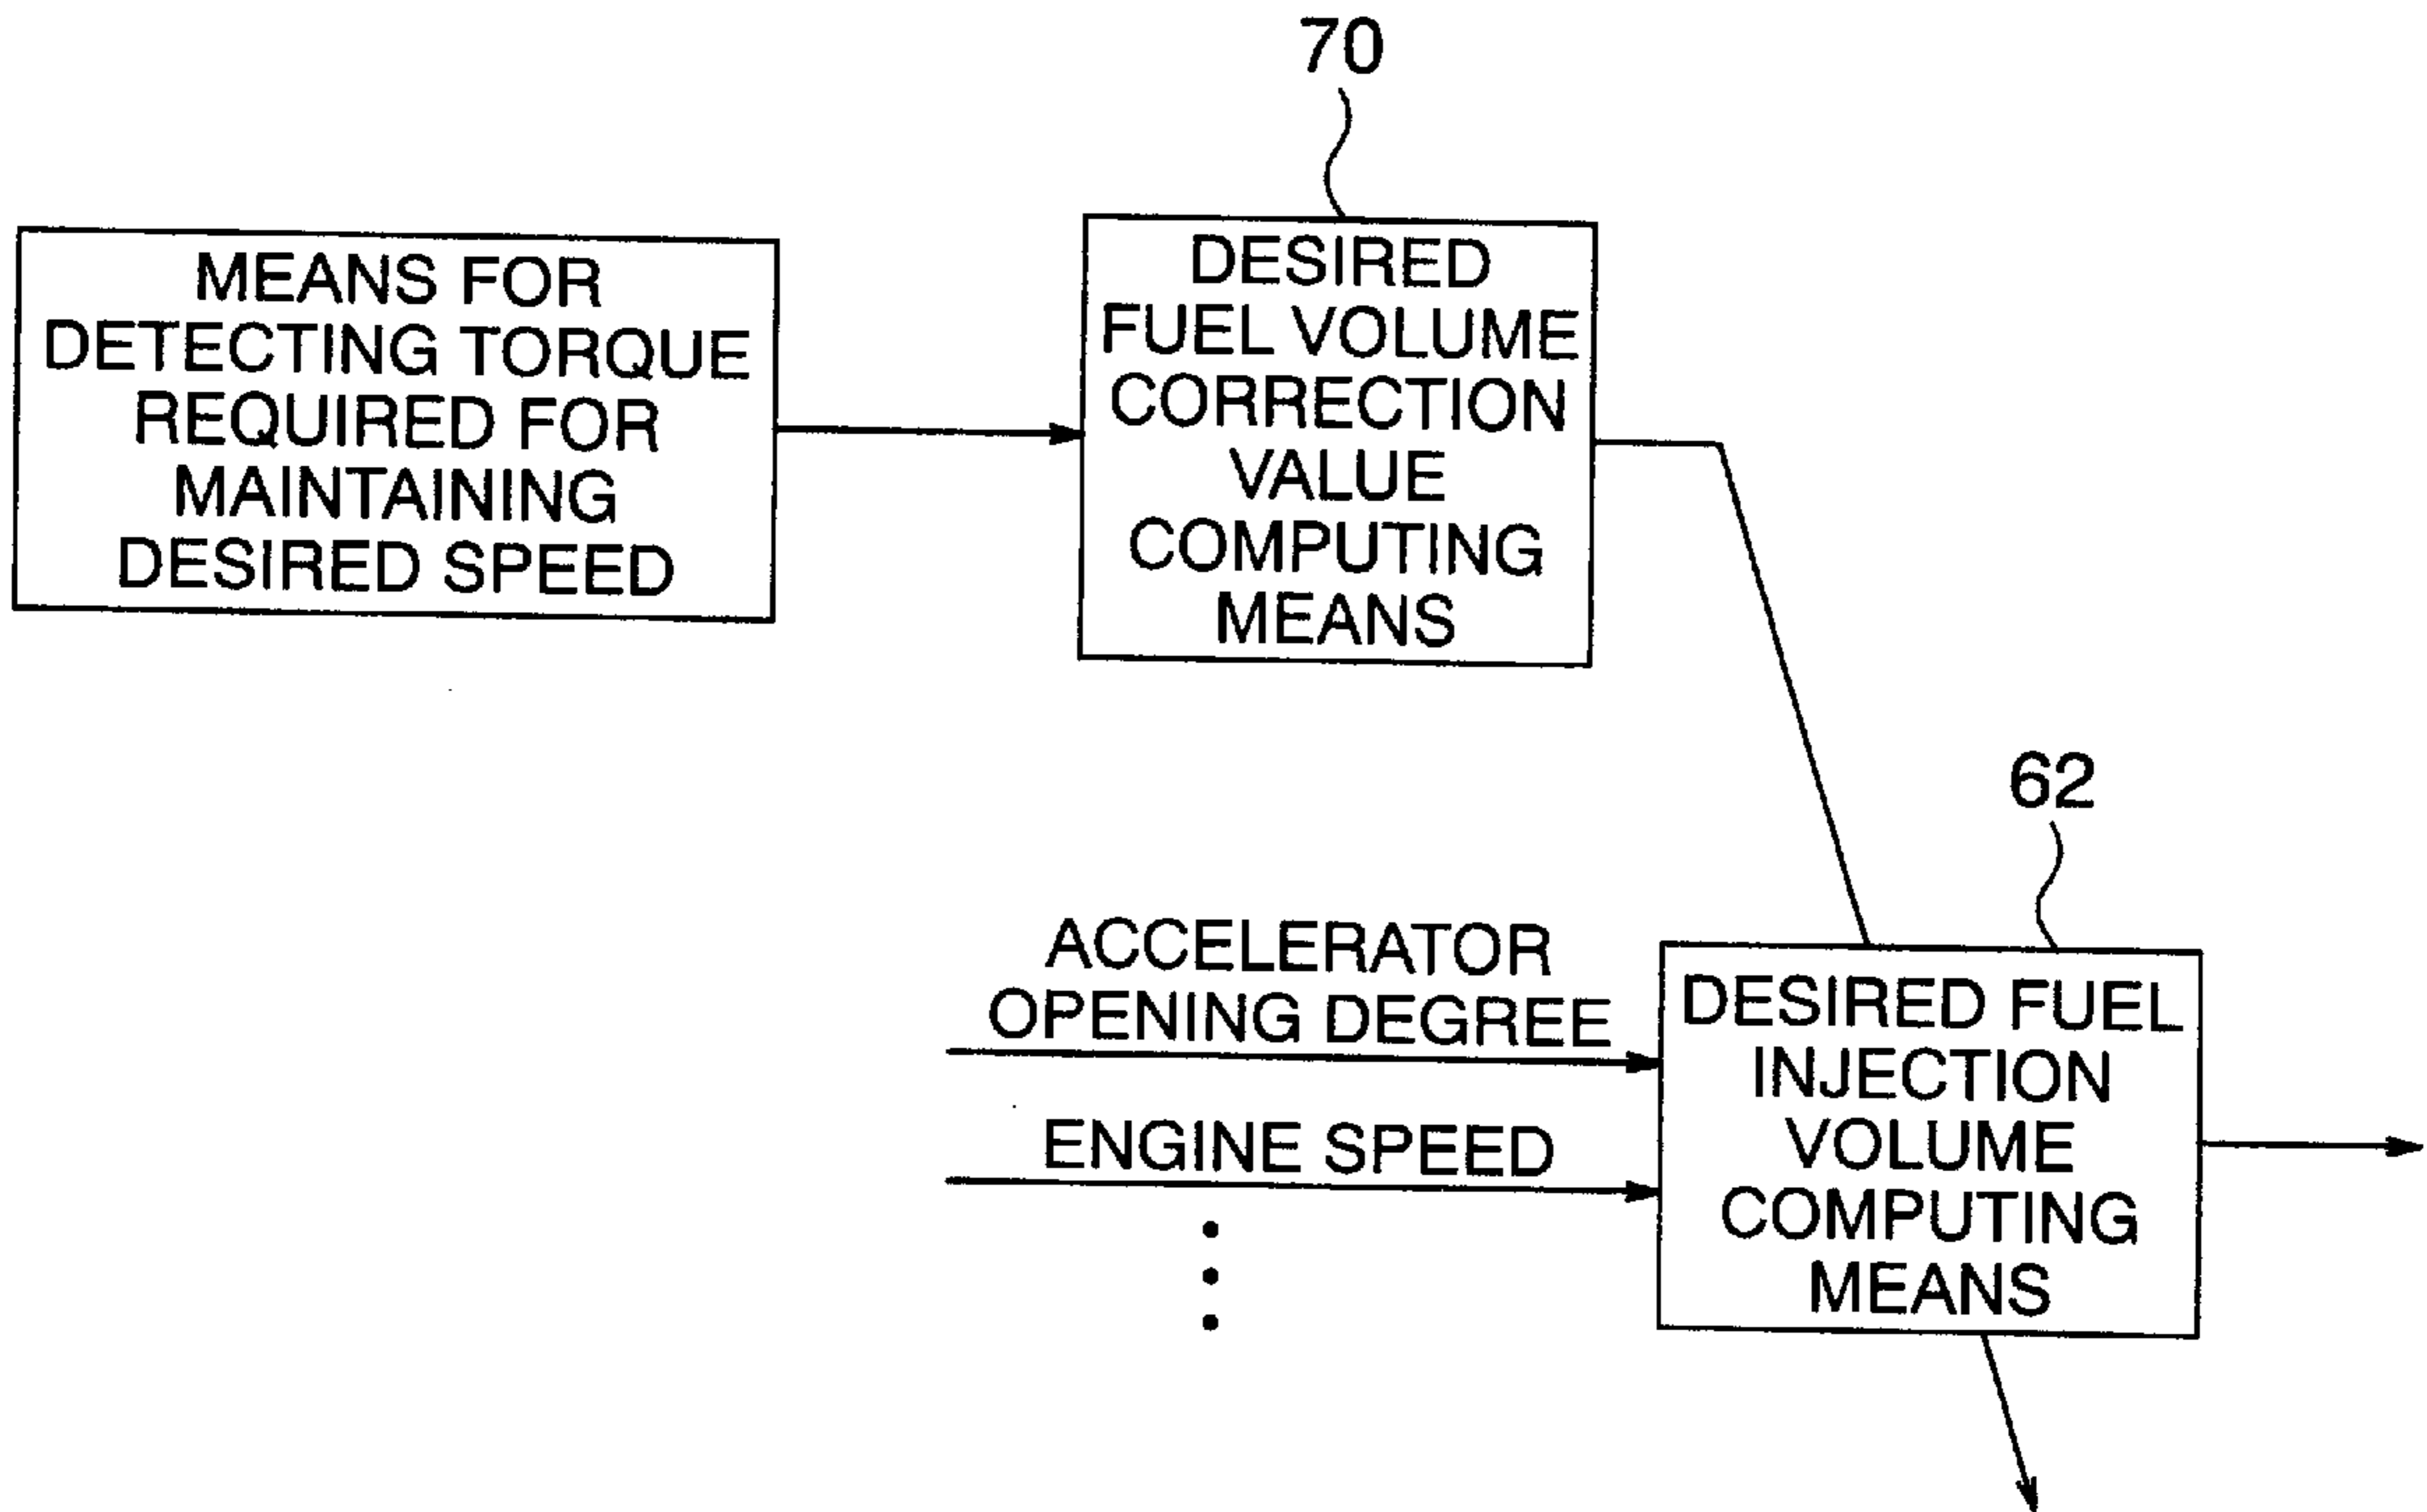 70
MEANS FOR
DETECTING TORQUE
REQUIRED FOR
MAINTAINING
DESIRED SPEED
DESIRED
FUEL VOLUME
CORRECTION
VALUE
COMPUTING
MEANS
62
ACCELERATOR
OPENING DEGREE
ENGINE SPEED
DESIRED FUEL
INJECTION
VOLUME
COMPUTING
MEANS